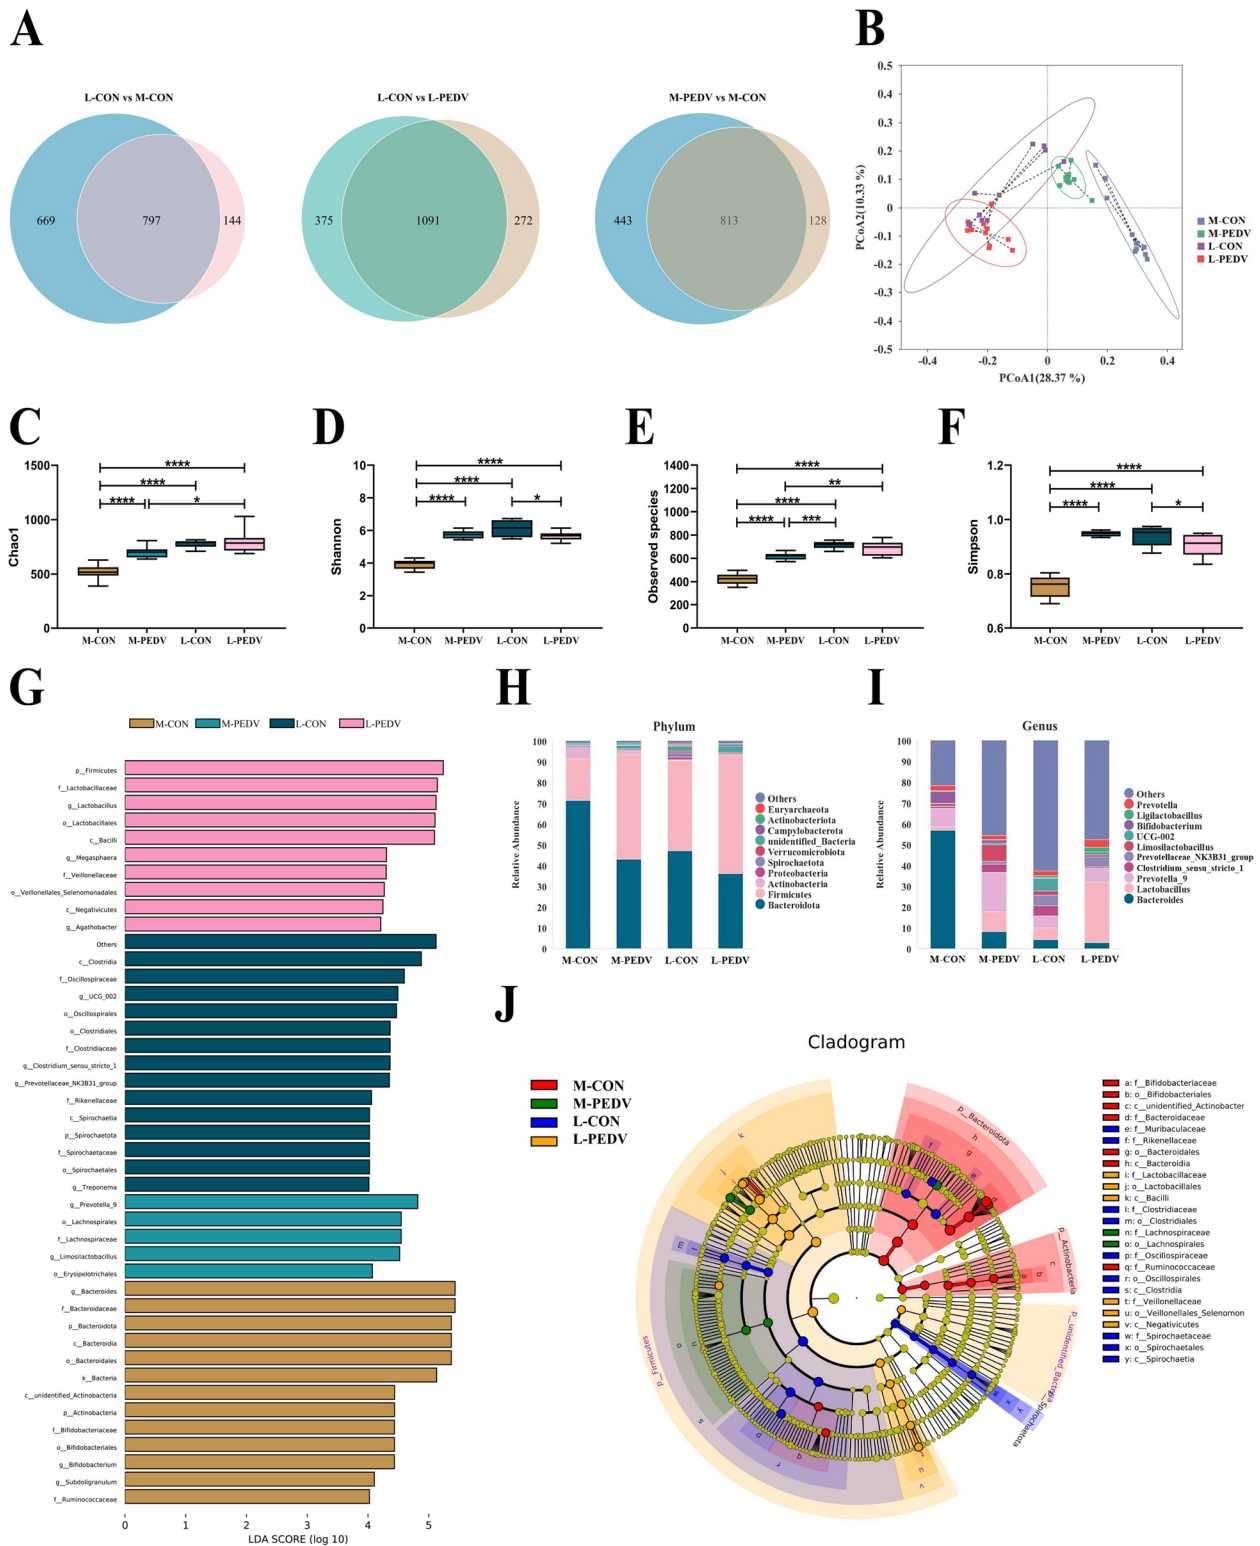 A
L-CON vs M-CON
669
797
144
L-CON vs L-PEDV
375
1091
272
M-PEDV vs M-CON
443
813
128
B
0.5
0.4
0.3
0.2
0.1
0
-0.1
-0.2
-0.3
-0.4
-0.5
PCoA2(10.33 %)
-0.4
-0.2
0
0.2
0.4
PCoA1(28.37 %)
M-CON
M-PEDV
L-CON
L-PEDV
C
1500
1000
500
0
Chao1
****
****
****
*
M-CON
M-PEDV
L-CON
L-PEDV
D
10
8
6
4
2
0
Shannon
****
****
****
*
M-CON
M-PEDV
L-CON
L-PEDV
E
1400
1200
1000
800
600
400
200
0
Observed species
****
**
****
****
***
M-CON
M-PEDV
L-CON
L-PEDV
F
1.2
1.0
0.8
0.6
Simpson
****
****
****
*
M-CON
M-PEDV
L-CON
L-PEDV
G
M-CON
M-PEDV
L-CON
L-PEDV
p__Firmicutes
f__Lactobacillaceae
g__Lactobacillus
o__Lactobacillales
c__Bacilli
g__Megasphaera
f__Veillonellaceae
o__Veillonellales_Selenomonadales
c__Negativicutes
g__Agathobacter
Others
c__Clostridia
f__Oscillospiraceae
g__UCG_002
o__Oscillospirales
o__Clostridiales
f__Clostridiaceae
g__Clostridium_sensu_stricto_1
g__Prevotellaceae_NK3B31_group
f__Rikenellaceae
c__Spirochaetia
p__Spirochaetota
f__Spirochaetaceae
o__Spirochaetales
g__Treponema
g__Prevotella_9
o__Lachnospirales
f__Lachnospiraceae
g__Limosilactobacillus
o__Erysipelotrichales
g__Bacteroides
f__Bacteroidaceae
p__Bacteroidota
c__Bacteroidia
o__Bacteroidales
k__Bacteria
c__unidentified_Actinobacteria
p__Actinobacteria
f__Bifidobacteriaceae
o__Bifidobacteriales
g__Bifidobacterium
g__Subdoligranulum
f__Ruminococcaceae
0
1
2
3
4
5
LDA SCORE (log 10)
H
Phylum
100
90
80
70
60
50
40
30
20
10
0
Relative Abundance
M-CON
M-PEDV
L-CON
L-PEDV
Others
Euryarchaeota
Actinobacteriota
Campylobacterota
unidentified_Bacteria
Verrucomicrobiota
Spirochaetota
Proteobacteria
Actinobacteria
Firmicutes
Bacteroidota
I
Genus
100
90
80
70
60
50
40
30
20
10
0
Relative Abundance
M-CON
M-PEDV
L-CON
L-PEDV
Others
Prevotella
Ligilactobacillus
Bifidobacterium
UCG-002
Limosilactobacillus
Prevotellaceae_NK3B31_group
Clostridium_sensu_stricto_1
Prevotella_9
Lactobacillus
Bacteroides
J
Cladogram
M-CON
M-PEDV
L-CON
L-PEDV
p__Bacteroidota
h
g
f
e
d
p__Actinobacteria
c
b
a
p__unidentified_Bacteria
p__Spirochaetota
y
x
w
v
u
t
s
r
q
p
o
n
m
l
k
j
i
p__Firmicutes
a: f__Bifidobacteriaceae
b: o__Bifidobacteriales
c: c__unidentified_Actinobacter
d: f__Bacteroidaceae
e: f__Muribaculaceae
f: f__Rikenellaceae
g: o__Bacteroidales
h: c__Bacteroidia
i: f__Lactobacillaceae
j: o__Lactobacillales
k: c__Bacilli
l: f__Clostridiaceae
m: o__Clostridiales
n: f__Lachnospiraceae
o: o__Lachnospirales
p: f__Oscillospiraceae
q: f__Ruminococcaceae
r: o__Oscillospirales
s: c__Clostridia
t: f__Veillonellaceae
u: o__Veillonellales_Selenomon
v: c__Negativicutes
w: f__Spirochaetaceae
x: o__Spirochaetales
y: c__Spirochaetia